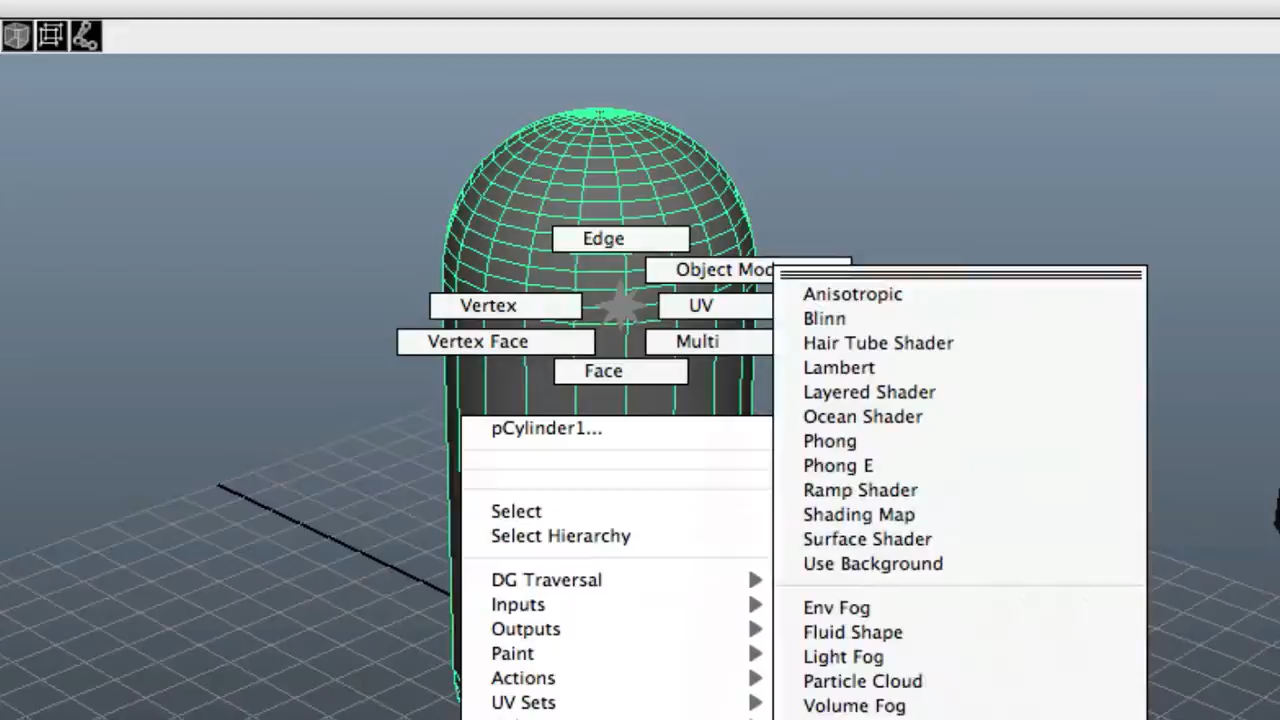 Edge
Object Mod
Vertex
UV
Vertex Face
Multi
Face
pCylinder1...
Select
Select Hierarchy
DG Traversal
Inputs
Outputs
Paint
Actions
UV Sets
Anisotropic
Blinn
Hair Tube Shader
Lambert
Layered Shader
Ocean Shader
Phong
Phong E
Ramp Shader
Shading Map
Surface Shader
Use Background
Env Fog
Fluid Shape
Light Fog
Particle Cloud
Volume Fog